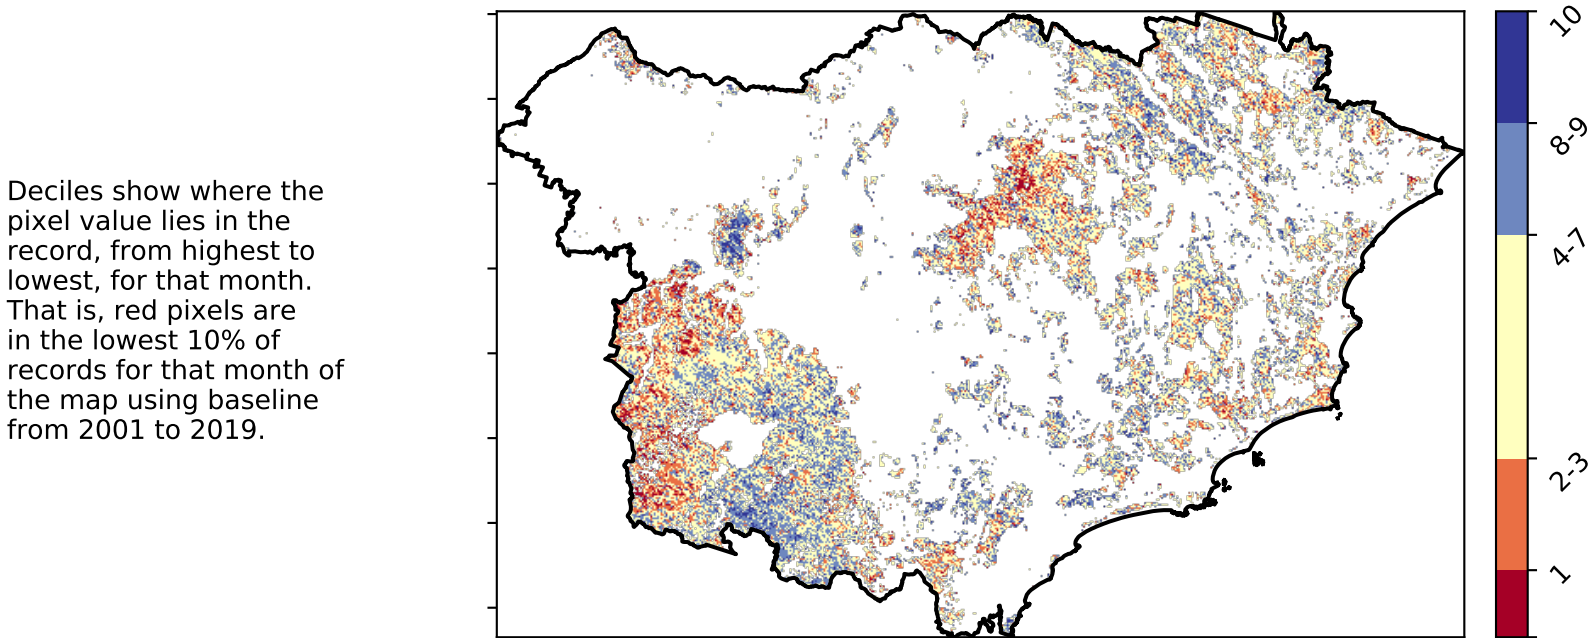 Deciles show where the
pixel value lies in the
record, from highest to
lowest, for that month.
That is, red pixels are
in the lowest 10% of
records for that month of
the map using baseline
from 2001 to 2019.
10
8-9
4-7
2-3
1